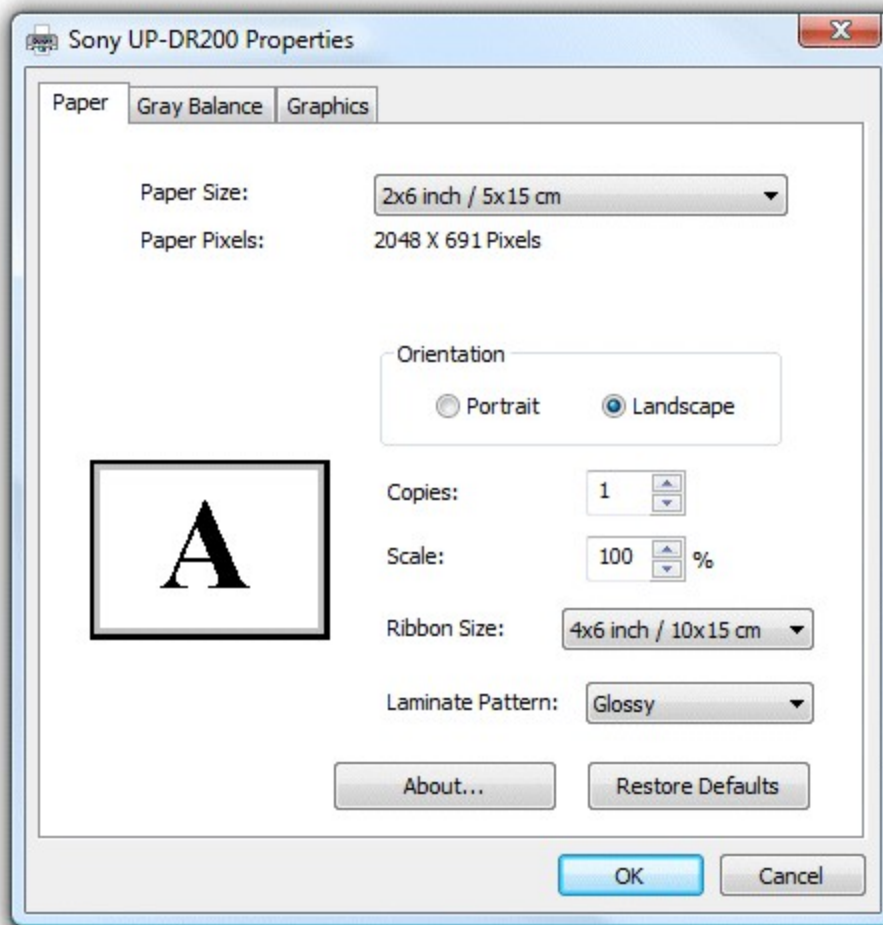 Sony UP-DR200 Properties
Paper
Gray Balance
Graphics
Paper Size:
2x6 inch / 5x15 cm
Paper Pixels:
2048 X 691 Pixels
Orientation
Portrait
Landscape
A
Copies:
1
Scale:
100
%
Ribbon Size:
4x6 inch / 10x15 cm
Laminate Pattern:
Glossy
About...
Restore Defaults
OK
Cancel